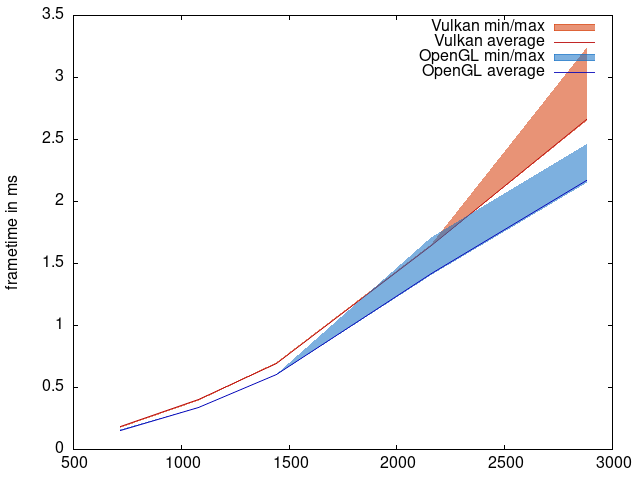 3.5
3
2.5
2
1.5
1
0.5
0
frametime in ms
Vulkan min/max
Vulkan average
OpenGL min/max
OpenGL average
500 1000 1500 2000 2500 3000